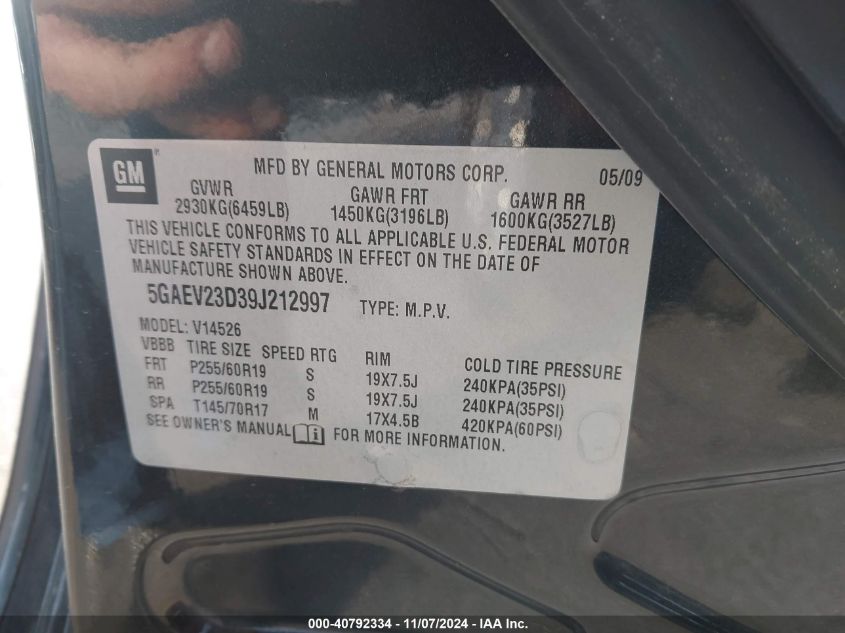 GM
MFD BY GENERAL MOTORS CORP. 05/09
GVWR GAWR FRT GAWR RR
2930KG(6459LB) 1450KG(3196LB) 1600KG(3527LB)
THIS VEHICLE CONFORMS TO ALL APPLICABLE U.S. FEDERAL MOTOR
VEHICLE SAFETY STANDARDS IN EFFECT ON THE DATE OF
MANUFACTURE SHOWN ABOVE.
5GAEV23D39J212997 TYPE: M.P.V.
MODEL: V14526
VBBB TIRE SIZE SPEED RTG RIM COLD TIRE PRESSURE
FRT P255/60R19 S 19X7.5J 240KPA(35PSI)
RR P255/60R19 S 19X7.5J 240KPA(35PSI)
SPA T145/70R17 M 17X4.5B 420KPA(60PSI)
SEE OWNER'S MANUAL FOR MORE INFORMATION.
000-40792334 — 11/07/2024 — IAA Inc.